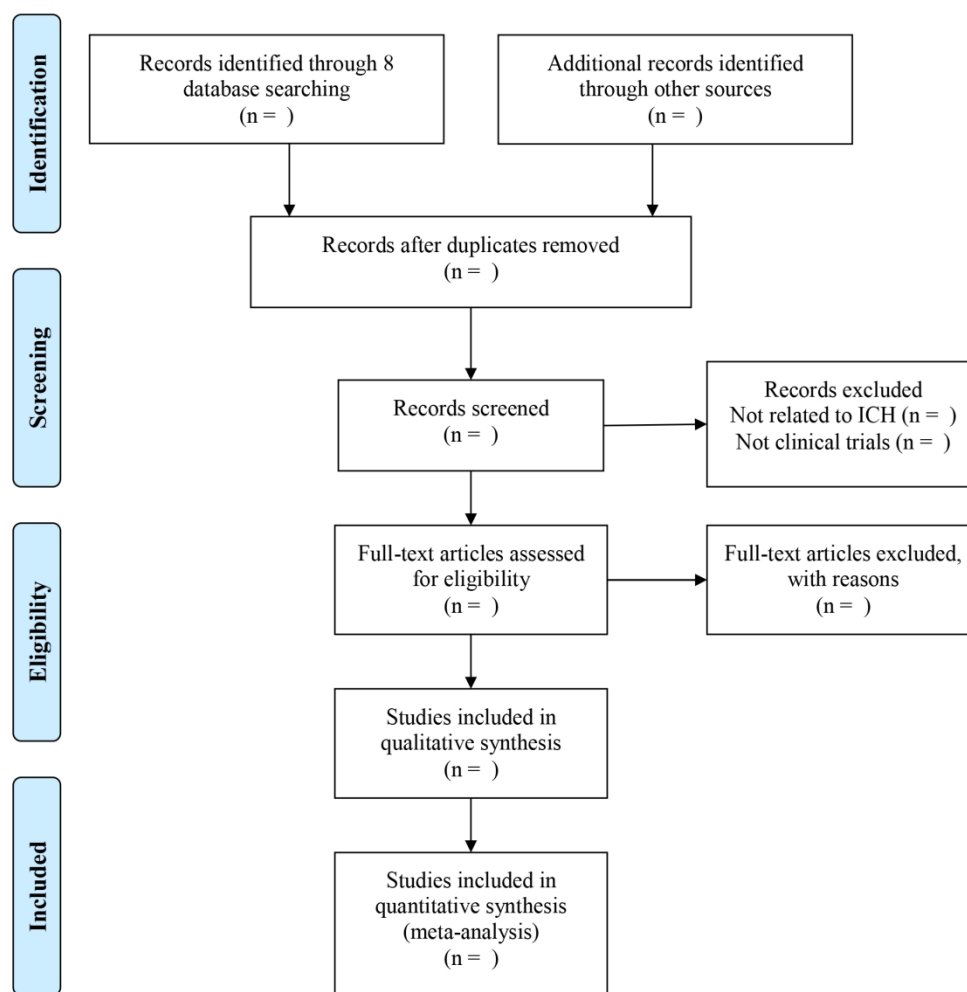 Identification
Records identified through 8
database searching
(n =  )
Additional records identified
through other sources
(n =  )
Records after duplicates removed
(n =  )
Screening
Records screened
(n =  )
Records excluded
Not related to ICH (n =  )
Not clinical trials (n =  )
Eligibility
Full-text articles assessed
for eligibility
(n =  )
Full-text articles excluded,
with reasons
(n =  )
Studies included in
qualitative synthesis
(n =  )
Included
Studies included in
quantitative synthesis
(meta-analysis)
(n =  )